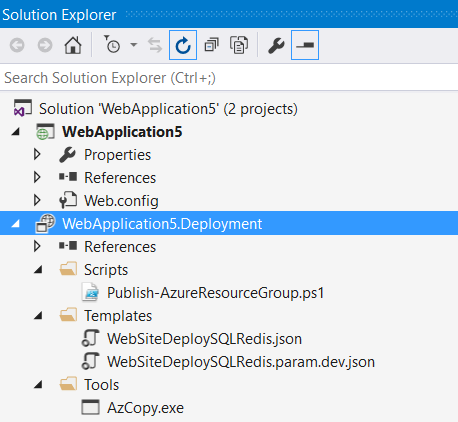 Solution Explorer
Search Solution Explorer (Ctrl+;)
Solution 'WebApplication5' (2 projects)
WebApplication5
Properties
References
Web.config
WebApplication5.Deployment
References
Scripts
Publish-AzureResourceGroup.ps1
Templates
WebSiteDeploySQLRedis.json
WebSiteDeploySQLRedis.param.dev.json
Tools
AzCopy.exe